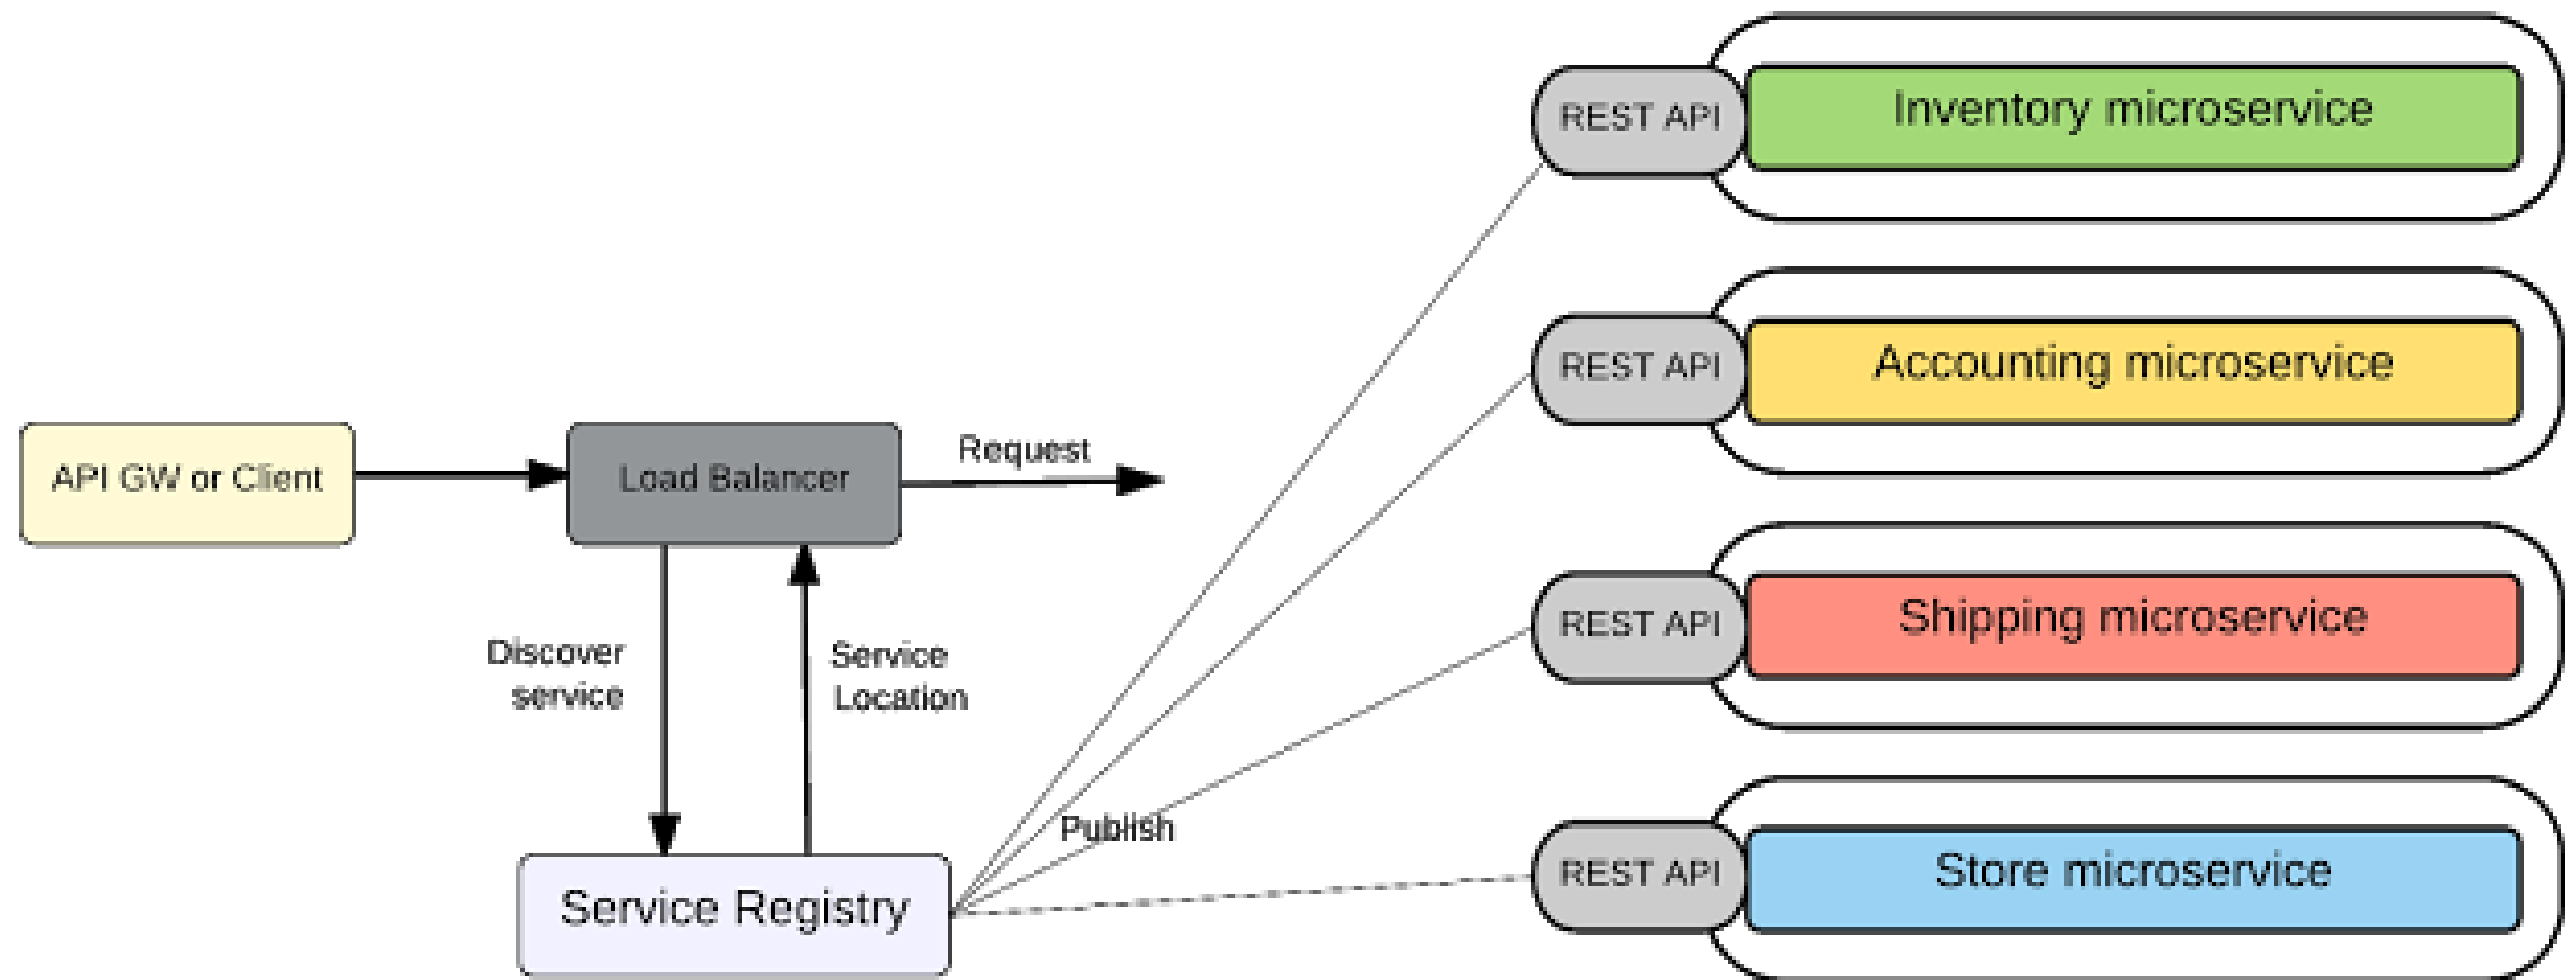 REST API
Inventory microservice
REST API
Accounting microservice
API GW or Client
Load Balancer
Request
REST API
Shipping microservice
Discover
service
Service
Location
Publish
REST API
Store microservice
Service Registry